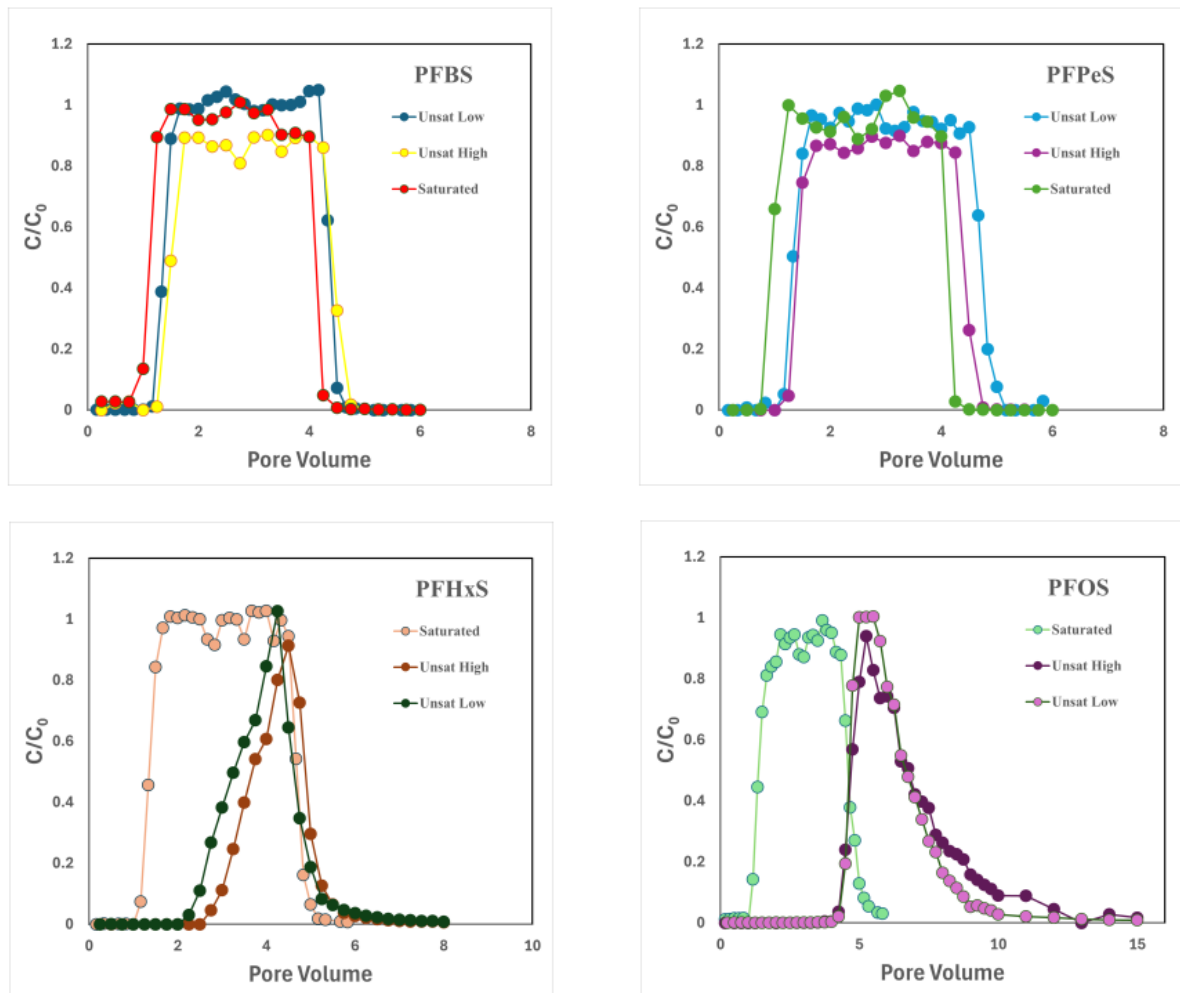 PFBS
1.2
1
0.8
0.6
0.4
0.2
0
C/C0
Unsat Low
Unsat High
Saturated
0 2 4 6 8
Pore Volume
PFPeS
1.2
1
0.8
0.6
0.4
0.2
0
C/C0
Unsat Low
Unsat High
Saturated
0 2 4 6 8
Pore Volume
PFHxS
1.2
1
0.8
0.6
0.4
0.2
0
C/C0
Saturated
Unsat High
Unsat Low
0 2 4 6 8 10
Pore Volume
PFOS
1.2
1
0.8
0.6
0.4
0.2
0
C/C0
Saturated
Unsat High
Unsat Low
0 5 10 15
Pore Volume